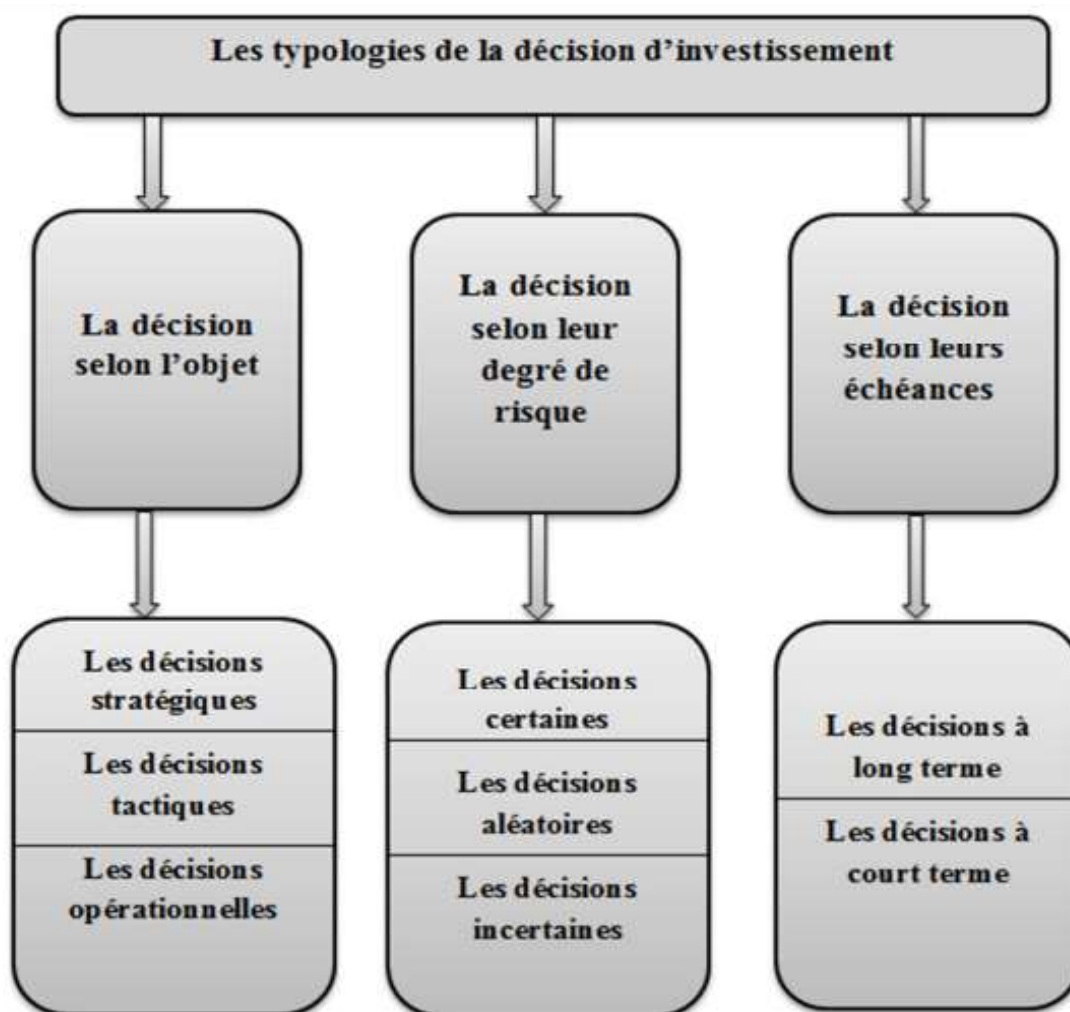 Les typologies de la décision d’investissement
La décision
selon l’objet
La décision
selon leur
degré de
risque
La décision
selon leurs
échéances
Les décisions
stratégiques
Les décisions
tactiques
Les décisions
opérationnelles
Les décisions
certaines
Les décisions
aléatoires
Les décisions
incertaines
Les décisions à
long terme
Les décisions à
court terme